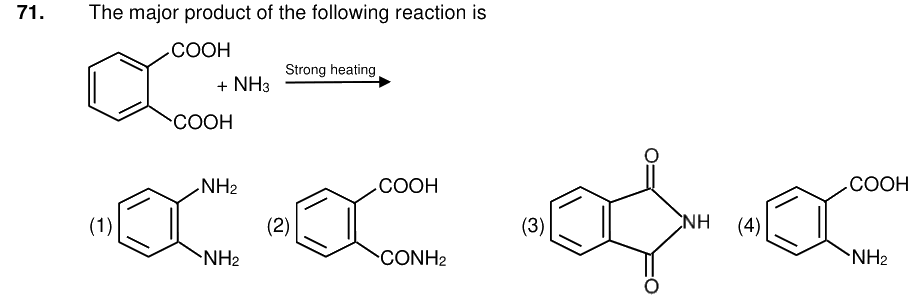 71. The major product of the following reaction is
COOH
+ NH₃
Strong heating
COOH
(1)
NH₂
NH₂
(2)
COOH
CONH₂
(3)
O
NH
O
(4)
COOH
NH₂